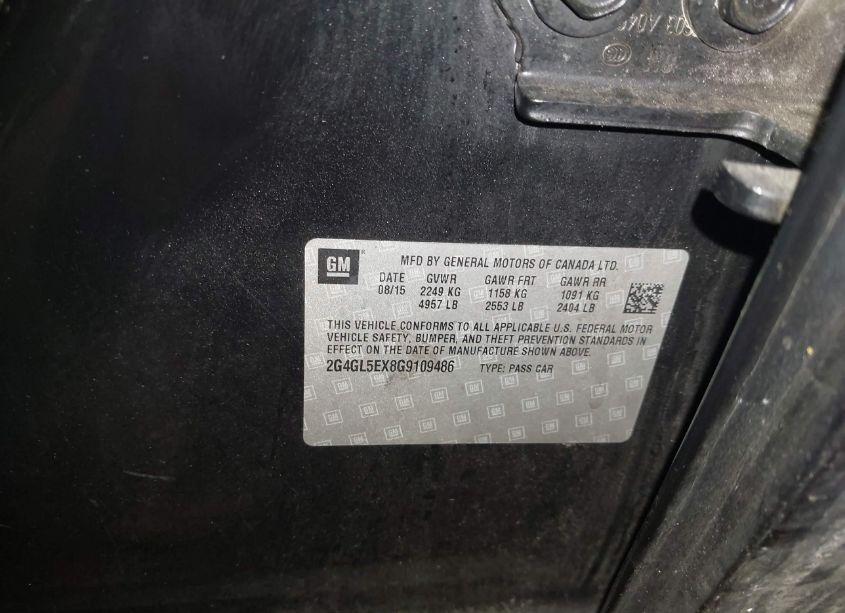 GM
MFD BY GENERAL MOTORS OF CANADA LTD.
DATE GVWR GAWR FRT GAWR RR
08/15 2249 KG 1158 KG 1091 KG
4957 LB 2553 LB 2404 LB
THIS VEHICLE CONFORMS TO ALL APPLICABLE U.S. FEDERAL MOTOR
VEHICLE SAFETY, BUMPER, AND THEFT PREVENTION STANDARDS IN
EFFECT ON THE DATE OF MANUFACTURE SHOWN ABOVE.
2G4GL5EX8G9109486 TYPE: PASS CAR